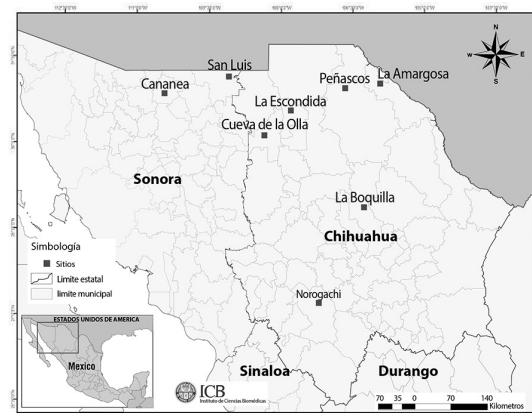 N
W E
S
San Luis
Cananea
Peñascos
La Amargosa
La Escondida
Cueva de la Olla
Sonora
La Boquilla
Chihuahua
Norogachi
Sinaloa
Durango
Simbología
Sitios
Límite estatal
límite municipal
ESTADOS UNIDOS DE AMERICA
Mexico
ICB
Instituto de Ciencias Biomédicas
70 35 0 70 140
Kilometros